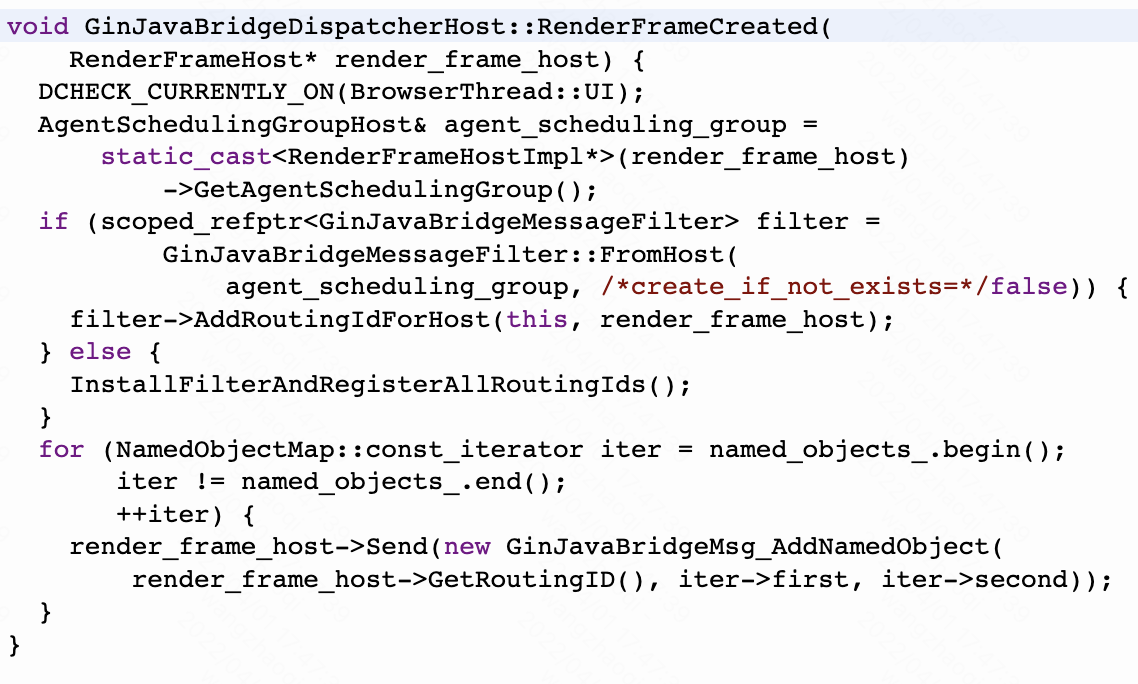 void GinJavaBridgeDispatcherHost::RenderFrameCreated(
    RenderFrameHost* render_frame_host) {
  DCHECK_CURRENTLY_ON(BrowserThread::UI);
  AgentSchedulingGroupHost& agent_scheduling_group =
      static_cast<RenderFrameHostImpl*>(render_frame_host)
          ->GetAgentSchedulingGroup();
  if (scoped_refptr<GinJavaBridgeMessageFilter> filter =
          GinJavaBridgeMessageFilter::FromHost(
              agent_scheduling_group, /*create_if_not_exists=*/false)) {
    filter->AddRoutingIdForHost(this, render_frame_host);
  } else {
    InstallFilterAndRegisterAllRoutingIds();
  }
  for (NamedObjectMap::const_iterator iter = named_objects_.begin();
       iter != named_objects_.end();
       ++iter) {
    render_frame_host->Send(new GinJavaBridgeMsg_AddNamedObject(
        render_frame_host->GetRoutingID(), iter->first, iter->second));
  }
}